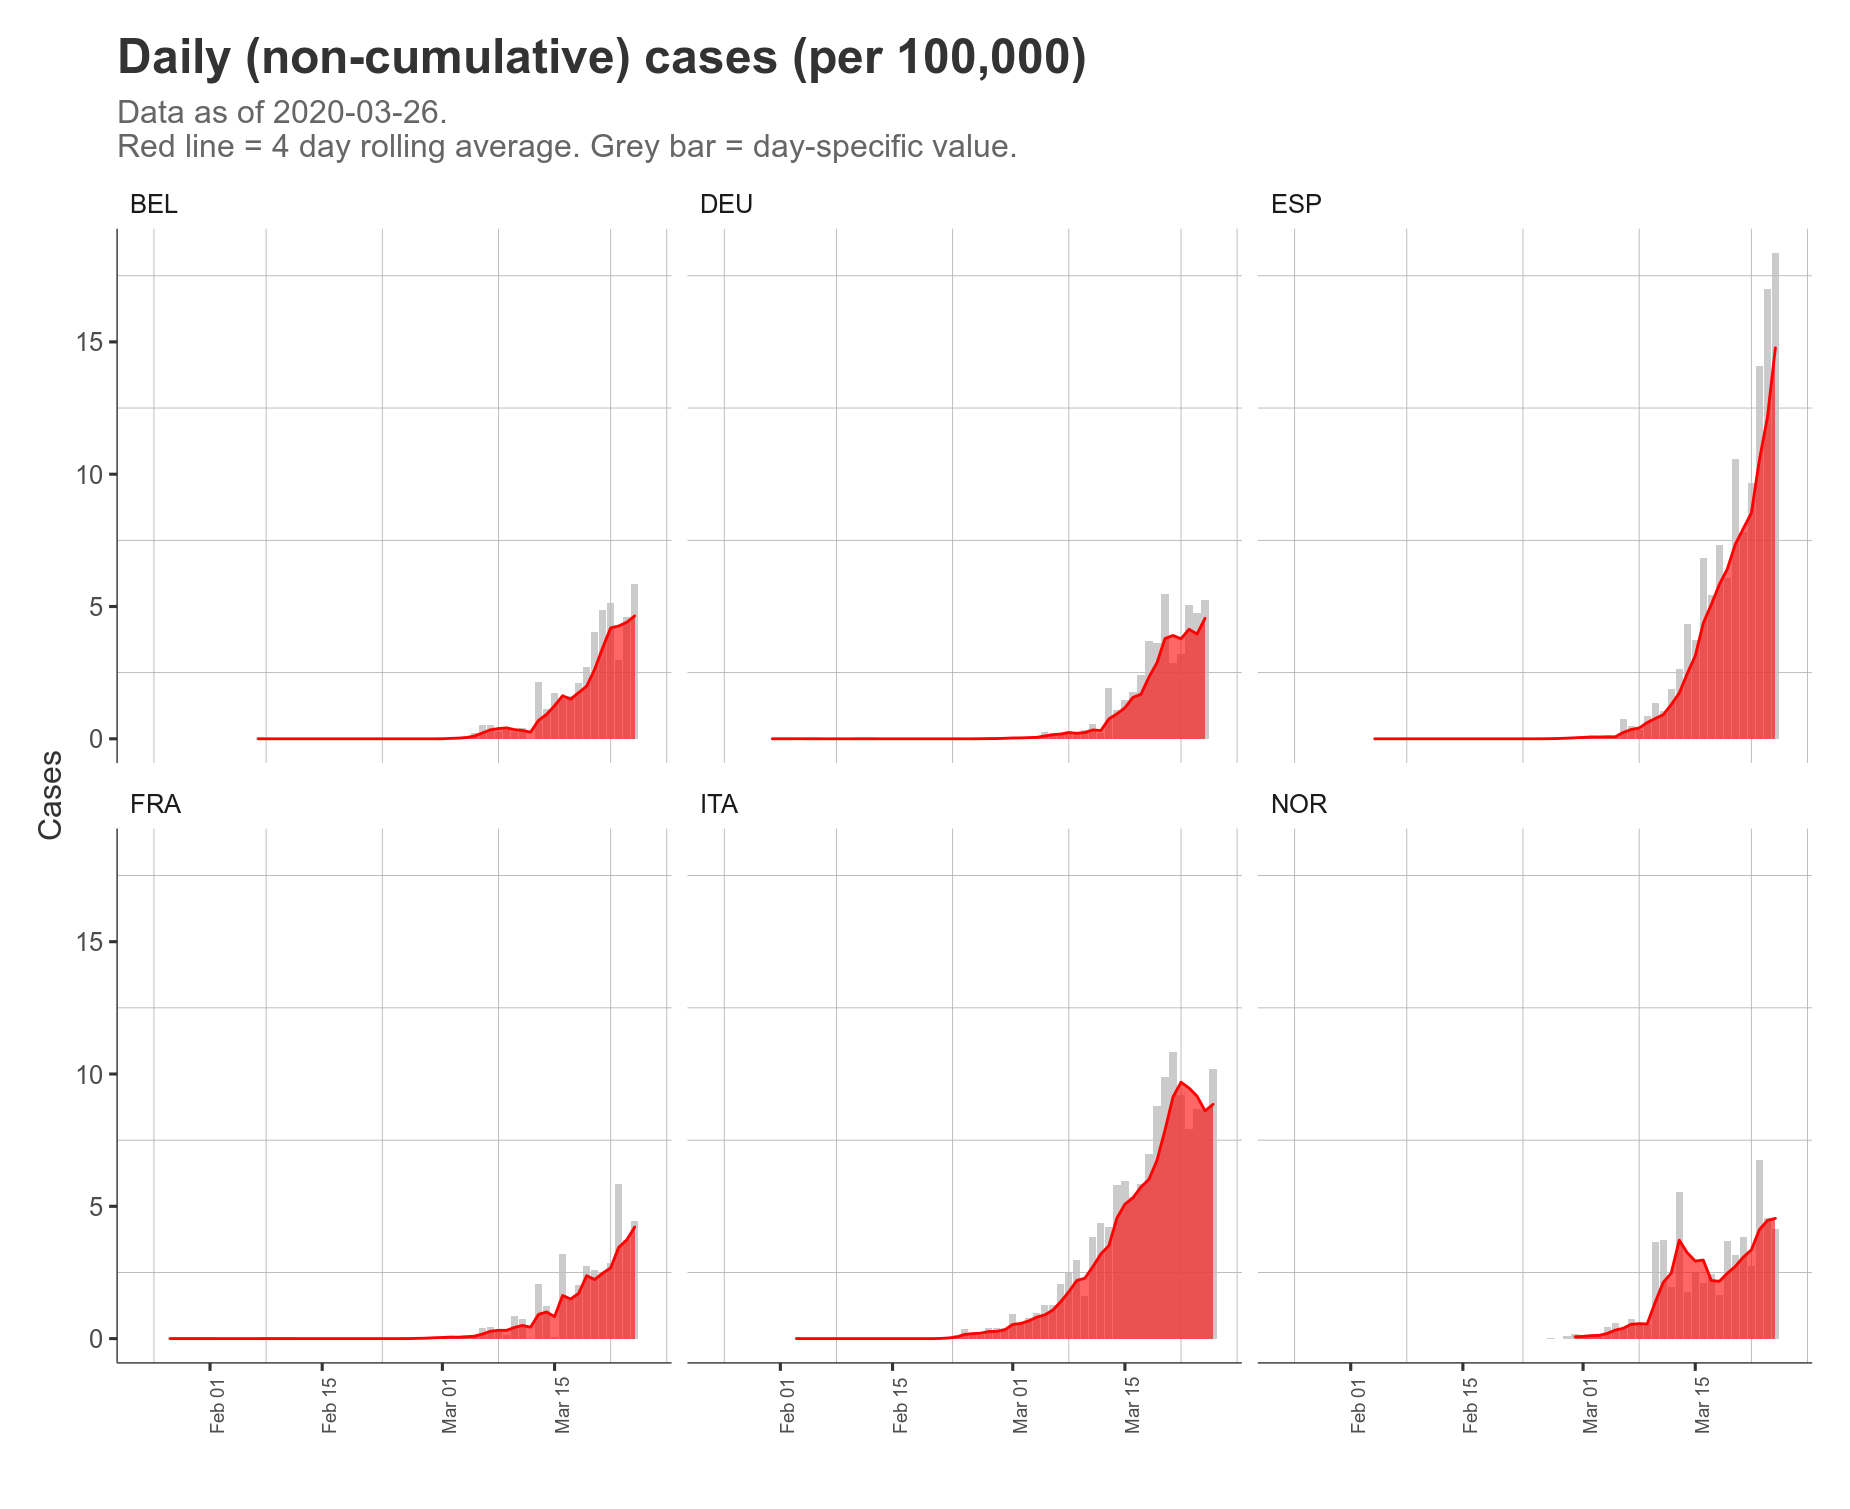 Daily (non-cumulative) cases (per 100,000)
Data as of 2020-03-26.
Red line = 4 day rolling average. Grey bar = day-specific value.
BEL
DEU
ESP
15
10
5
0
Cases
FRA
ITA
NOR
15
10
5
0
Feb 01
Feb 15
Mar 01
Mar 15
Feb 01
Feb 15
Mar 01
Mar 15
Feb 01
Feb 15
Mar 01
Mar 15